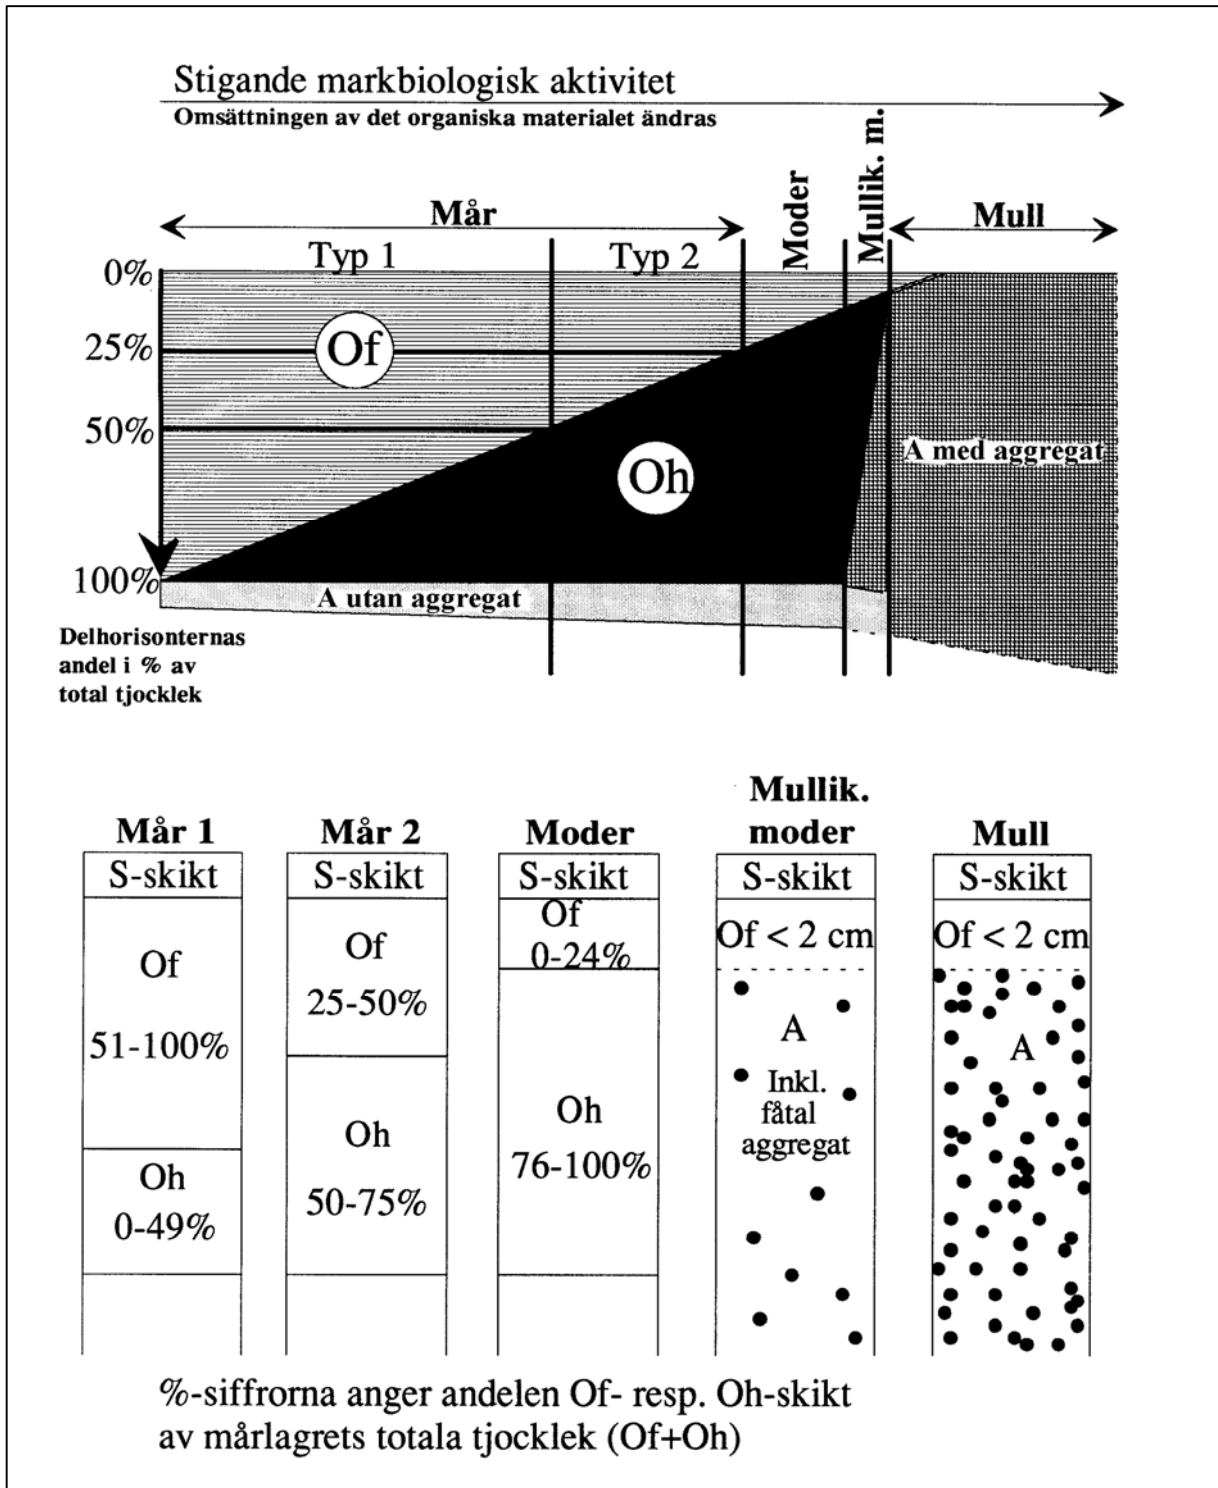 Stigande markbiologisk aktivitet
Omsättningen av det organiska materialet ändras
Mår
Moder
Mullik. m.
Mull
Typ 1
Typ 2
0%
25%
50%
100%
Of
Oh
A med aggregat
A utan aggregat
Delhorisonternas
andel i % av
total tjocklek
Mår 1
S-skikt
Of
51-100%
Oh
0-49%
Mår 2
S-skikt
Of
25-50%
Oh
50-75%
Moder
S-skikt
Of
0-24%
Oh
76-100%
Mullik.
moder
S-skikt
Of < 2 cm
A
Inkl.
fåtal
aggregat
Mull
S-skikt
Of < 2 cm
A
%-siffrorna anger andelen Of- resp. Oh-skikt
av mårlagrets totala tjocklek (Of+Oh)